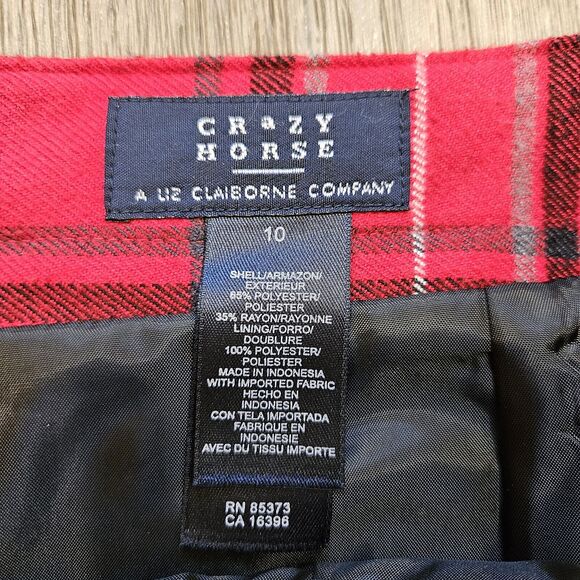 CRaZY
HORSE
A LIZ CLAIBORNE COMPANY
10
SHELL/ARMAZON/
EXTERIEUR
65% POLYESTER/
POLIESTER
35% RAYON/RAYONNE
LINING/FORRO/
DOUBLURE
100% POLYESTER/
POLIESTER
MADE IN INDONESIA
WITH IMPORTED FABRIC
HECHO EN
INDONESIA
CON TELA IMPORTADA
FABRIQUE EN
INDONESIE
AVEC DU TISSU IMPORTE
RN 85373
CA 16396